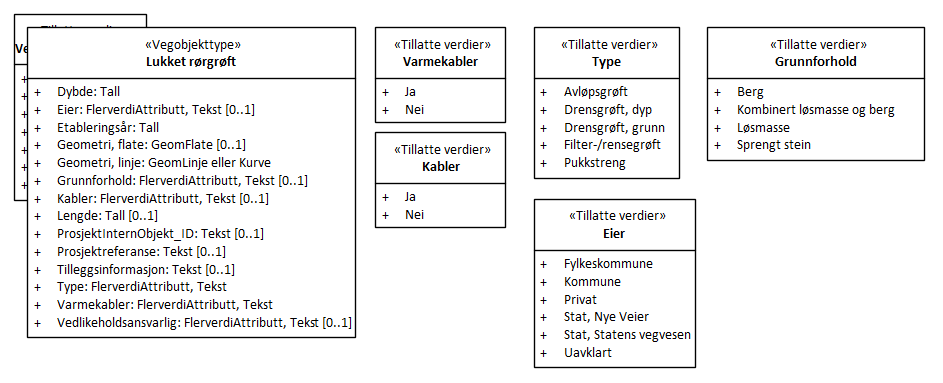 Ve
«Vegobjekttype»
Lukket rørgrøft
+ Dybde: Tall
+ Eier: FlerverdiAttributt, Tekst [0..1]
+ Etableringsår: Tall
+ Geometri, flate: GeomFlate [0..1]
+ Geometri, linje: GeomLinje eller Kurve
+ Grunnforhold: FlerverdiAttributt, Tekst [0..1]
+ Kabler: FlerverdiAttributt, Tekst [0..1]
+ Lengde: Tall [0..1]
+ ProsjektInternObjekt_ID: Tekst [0..1]
+ Prosjektreferanse: Tekst [0..1]
+ Tilleggsinformasjon: Tekst [0..1]
+ Type: FlerverdiAttributt, Tekst
+ Varmekabler: FlerverdiAttributt, Tekst
+ Vedlikeholdsansvarlig: FlerverdiAttributt, Tekst [0..1]
«Tillatte verdier»
Varmekabler
+ Ja
+ Nei
«Tillatte verdier»
Kabler
+ Ja
+ Nei
«Tillatte verdier»
Type
+ Avløpsgrøft
+ Drensgrøft, dyp
+ Drensgrøft, grunn
+ Filter-/rensegrøft
+ Pukkstreng
«Tillatte verdier»
Eier
+ Fylkeskommune
+ Kommune
+ Privat
+ Stat, Nye Veier
+ Stat, Statens vegvesen
+ Uavklart
«Tillatte verdier»
Grunnforhold
+ Berg
+ Kombinert løsmasse og berg
+ Løsmasse
+ Sprengt stein